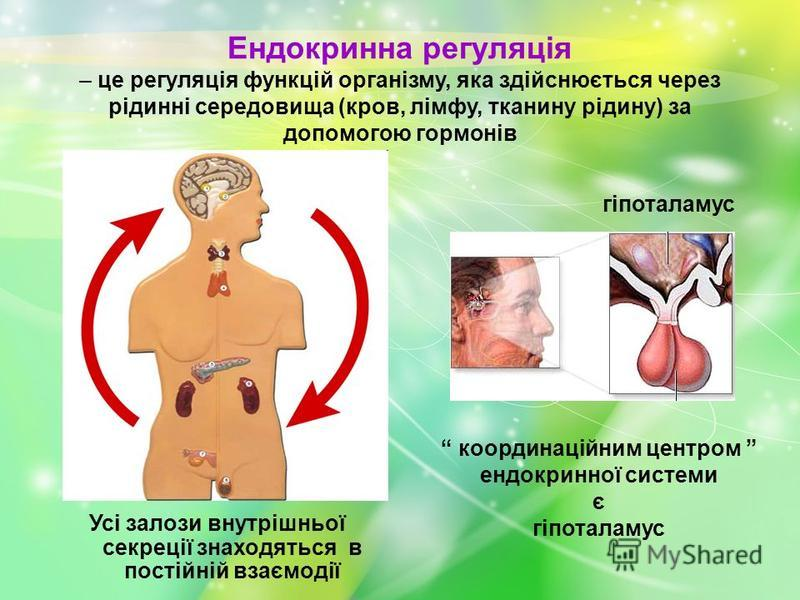 Ендокринна регуляція
– це регуляція функцій організму, яка здійснюється через
рідинні середовища (кров, лімфу, тканину рідину) за
допомогою гормонів
гіпоталамус
“ координаційним центром ”
ендокринної системи
є
гіпоталамус
Усі залози внутрішньої
секреції знаходяться в
постійній взаємодії
MyShared